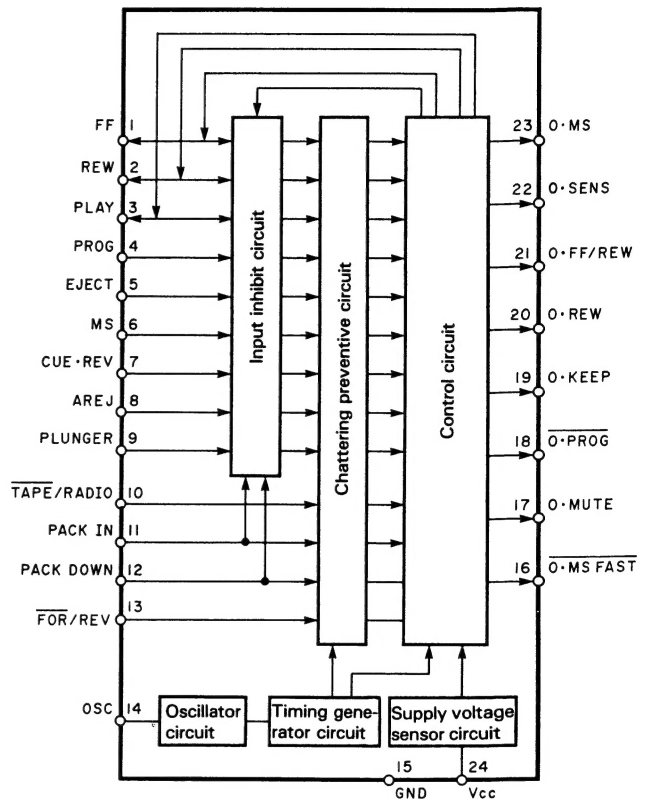 FF 1
REW 2
PLAY 3
PROG 4
EJECT 5
MS 6
CUE·REV 7
AREJ 8
PLUNGER 9
TAPE/RADIO 10
PACK IN 11
PACK DOWN 12
FOR/REV 13
OSC 14
Input inhibit circuit
Chattering preventive circuit
Control circuit
23 O·MS
22 O·SENS
21 O·FF/REW
20 O·REW
19 O·KEEP
18 O·PROG
17 O·MUTE
16 O·MS FAST
Oscillator
circuit
Timing gene-
rator circuit
Supply voltage
sensor circuit
15
GND
24
Vcc